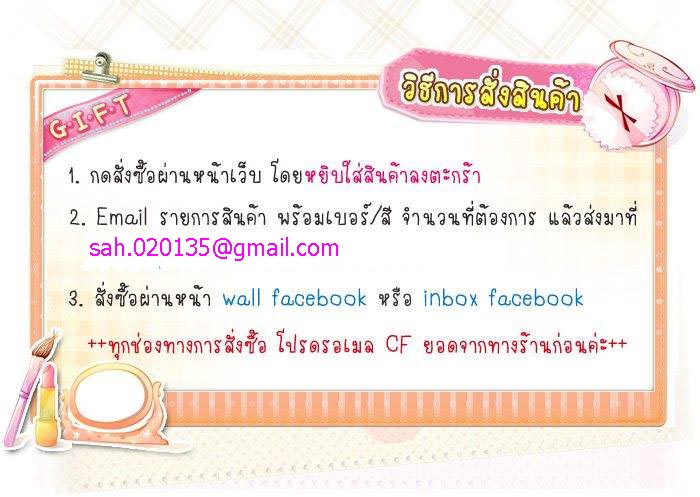 วิธีการสั่งสินค้า
G•I•F•T
1. กดสั่งซื้อผ่านหน้าเว็บ โดยหยิบใส่สินค้าลงตะกร้า
2. Email รายการสินค้า พร้อมเบอร์/สี จำนวนที่ต้องการ แล้วส่งมาที่
sah.020135@gmail.com
3. สั่งซื้อผ่านหน้า wall facebook หรือ inbox facebook
++ทุกช่องทางการสั่งซื้อ โปรดรอเมล CF ยอดจากทางร้านก่อนค่ะ++